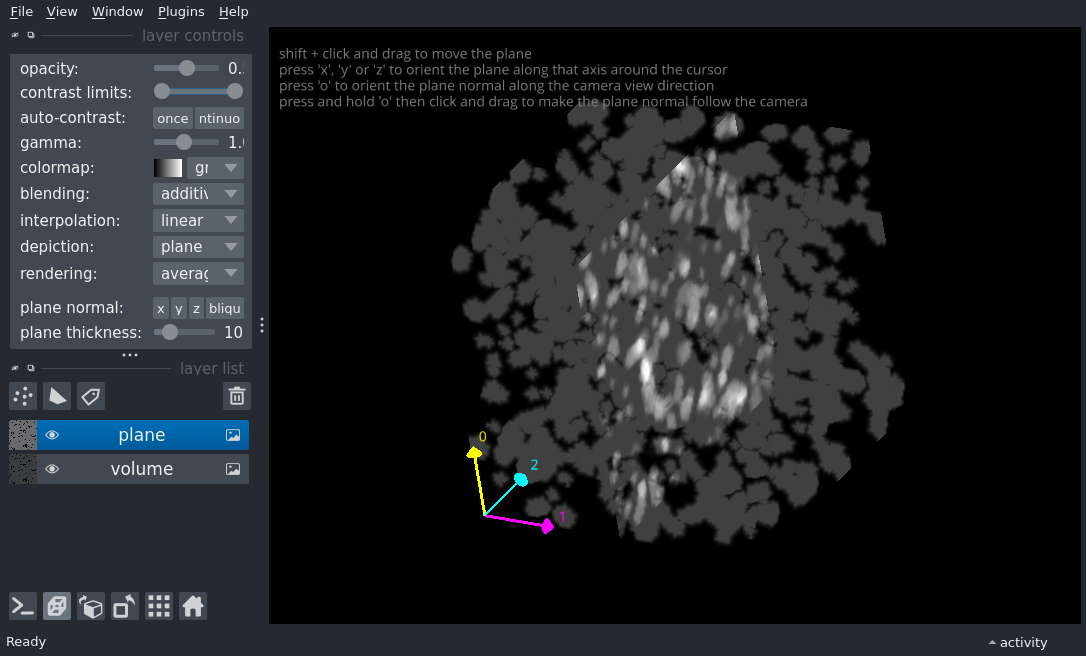 File View Window Plugins Help
layer controls
opacity: 0.
contrast limits:
auto-contrast: once ntinuo
gamma: 1.0
colormap: gr
blending: additiv
interpolation: linear
depiction: plane
rendering: averag
plane normal: x y z bliqu
plane thickness: 10
layer list
plane
volume
shift + click and drag to move the plane
press 'x', 'y' or 'z' to orient the plane along that axis around the cursor
press 'o' to orient the plane normal along the camera view direction
press and hold 'o' then click and drag to make the plane normal follow the camera
0
2
1
Ready
activity